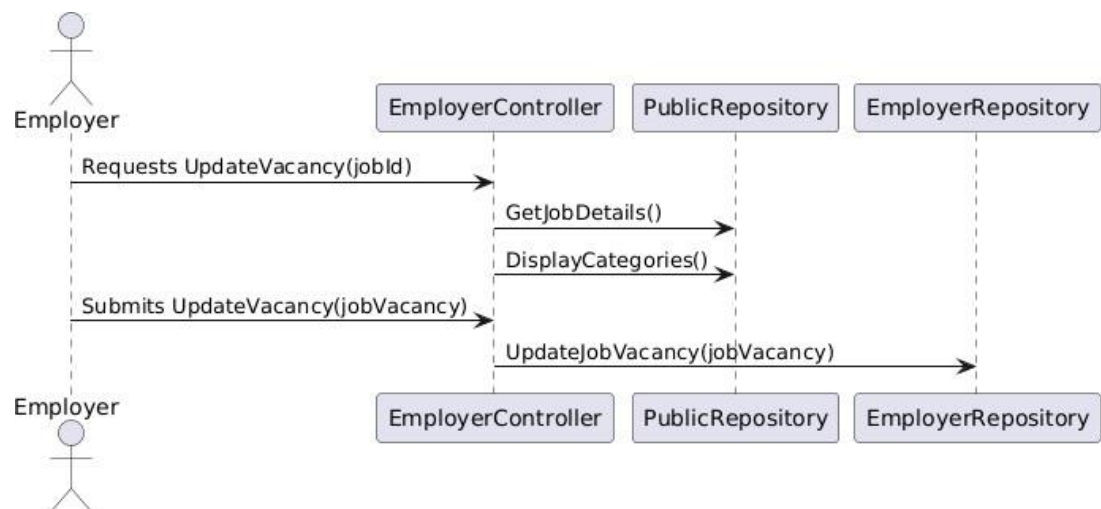 Employer
EmployerController
PublicRepository
EmployerRepository
Requests UpdateVacancy(jobId)
GetJobDetails()
DisplayCategories()
Submits UpdateVacancy(jobVacancy)
UpdateJobVacancy(jobVacancy)
Employer
EmployerController
PublicRepository
EmployerRepository